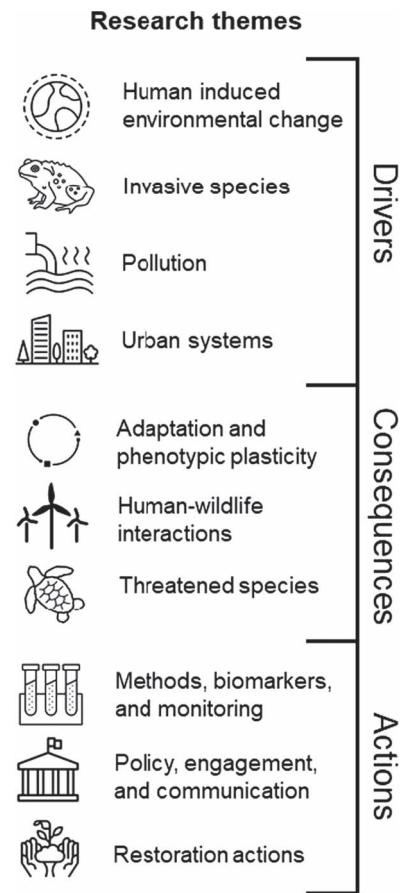 Research themes
Human induced
environmental change
Invasive species
Pollution
Urban systems
Drivers
Adaptation and
phenotypic plasticity
Human-wildlife
interactions
Threatened species
Consequences
Methods, biomarkers,
and monitoring
Policy, engagement,
and communication
Restoration actions
Actions